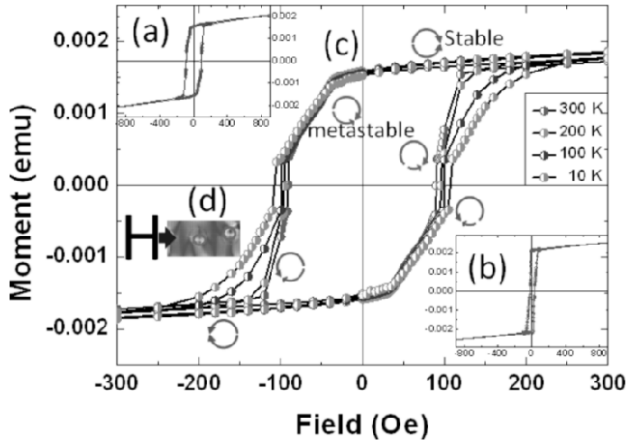 (a)
0.002
0.001
0.000
-0.001
-0.002
-800 -400 0 400 800
(c)
Stable
metastable
300 K
200 K
100 K
10 K
(d)
H
(b)
0.002
0.001
0.000
-0.001
-0.002
-800 -400 0 400 800
Moment (emu)
0.002
0.001
0.000
-0.001
-0.002
-300 -200 -100 0 100 200 300
Field (Oe)